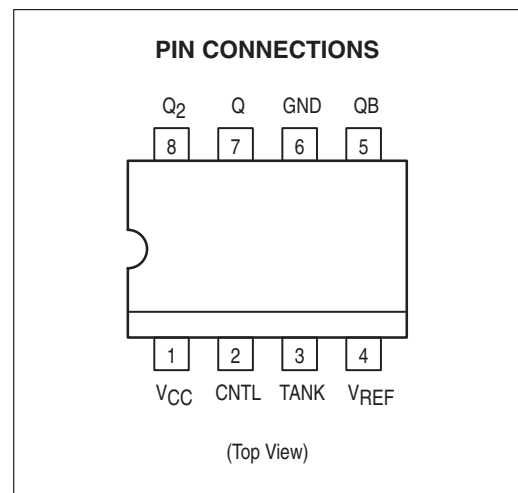 PIN CONNECTIONS
Q2 Q GND QB
8 7 6 5
1 2 3 4
VCC CNTL TANK VREF
(Top View)